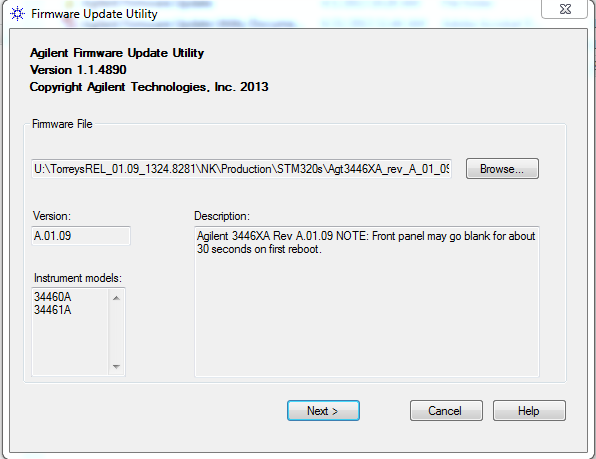 Firmware Update Utility
Agilent Firmware Update Utility
Version 1.1.4890
Copyright Agilent Technologies, Inc. 2013
Firmware File
U:\TorreysREL_01.09_1324.8281\NK\Production\STM320s\Agt3446XA_rev_A_01_09
Browse...
Version:
A.01.09
Description:
Agilent 3446XA Rev A.01.09 NOTE: Front panel may go blank for about
30 seconds on first reboot.
Instrument models:
34460A
34461A
Next >
Cancel
Help